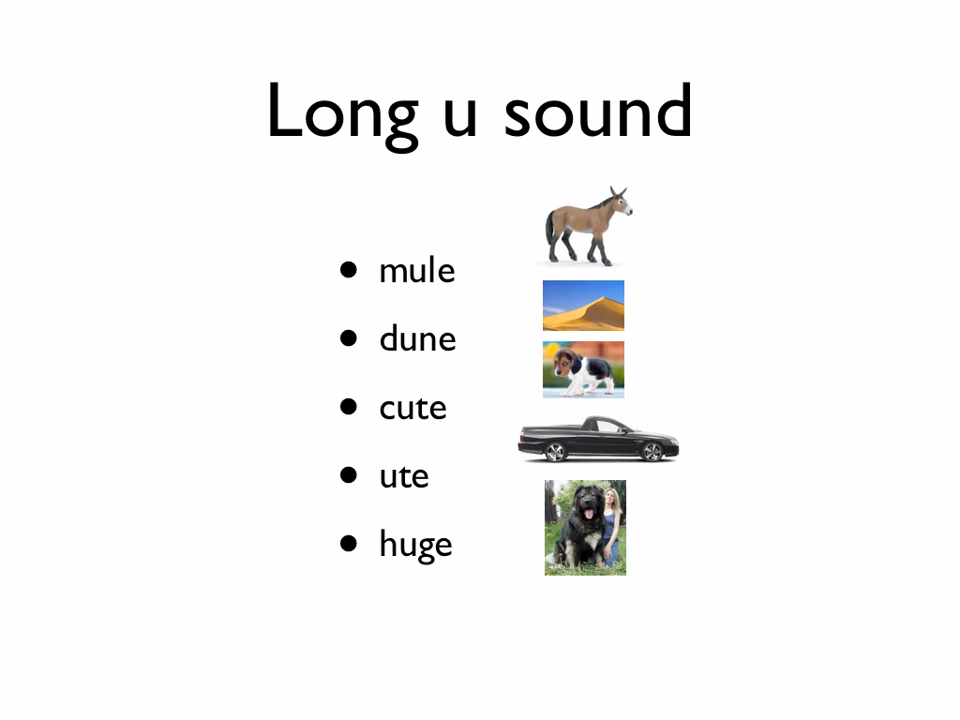 Long u sound
• mule
• dune
• cute
• ute
• huge